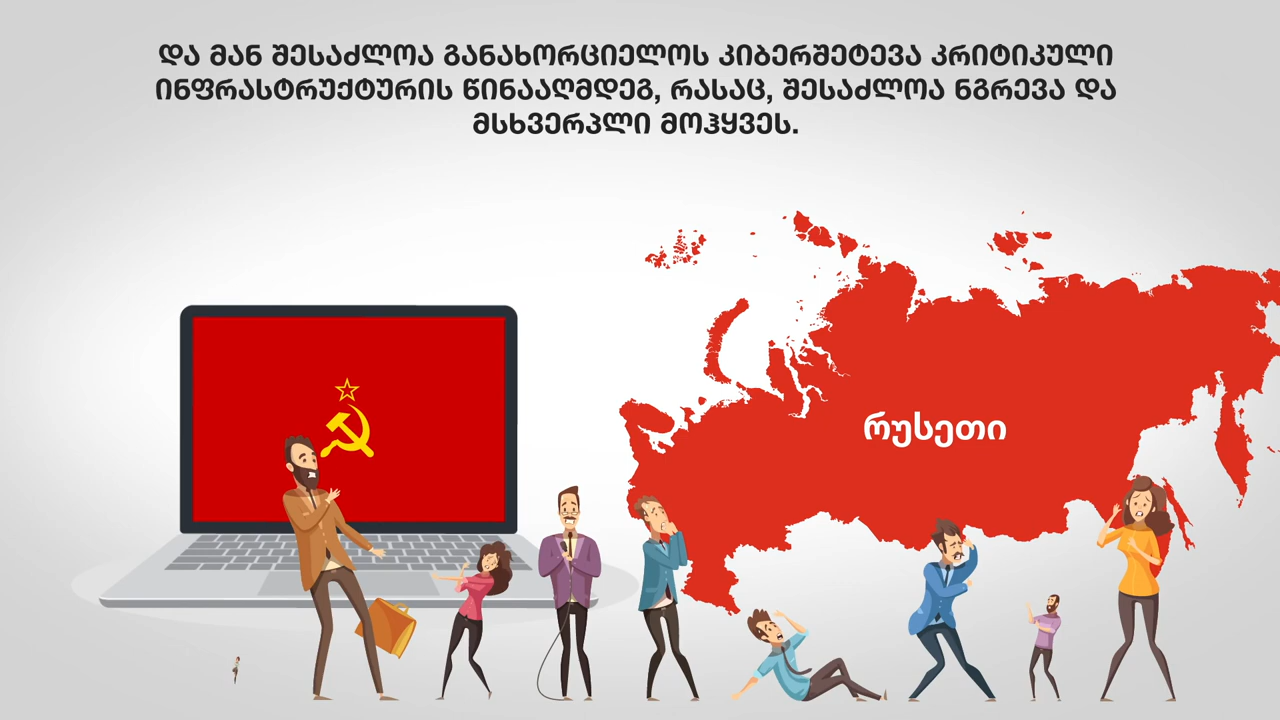 და მან შესაძლოა განახორციელოს კიბერშეტევა კრიტიკული
ინფრასტრუქტურის წინააღმდეგ, რასაც, შესაძლოა ნგრევა და
მსხვერპლი მოჰყვეს.
რუსეთი